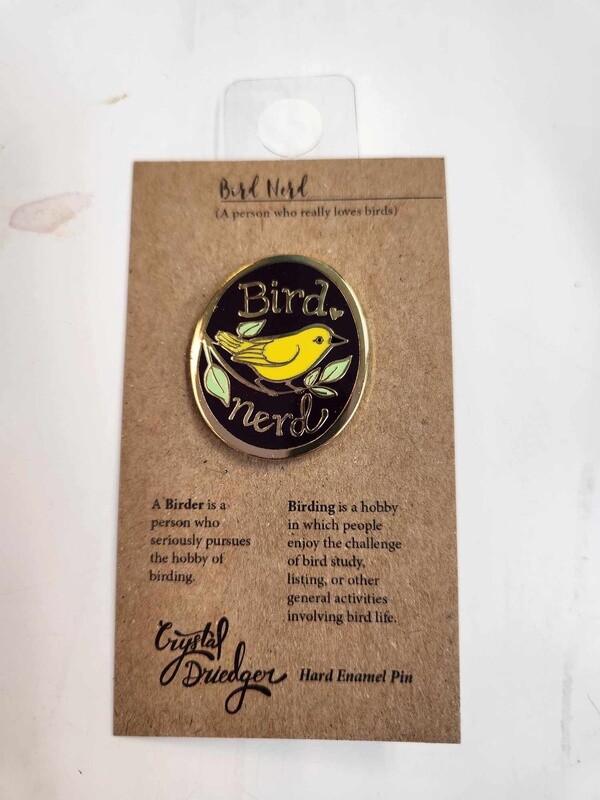 Bird Nerd
(A person who really loves birds)
Bird
nerd
A Birder is a
person who
seriously pursues
the hobby of
birding.
Birding is a hobby
in which people
enjoy the challenge
of bird study,
listing, or other
general activities
involving bird life.
Crystal
Driedger
Hard Enamel Pin